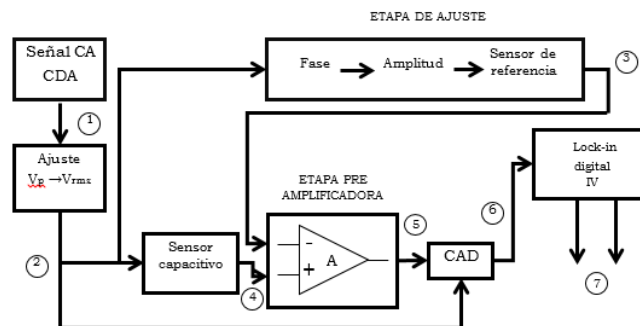 ETAPA DE AJUSTE
Señal CA
CDA
Fase
Amplitud
Sensor de
referencia
3
1
Ajuste
Vp → Vrms
Lock-in
digital
IV
ETAPA PRE
AMPLIFICADORA
6
5
2
Sensor
capacitivo
-
+
A
CAD
4
7